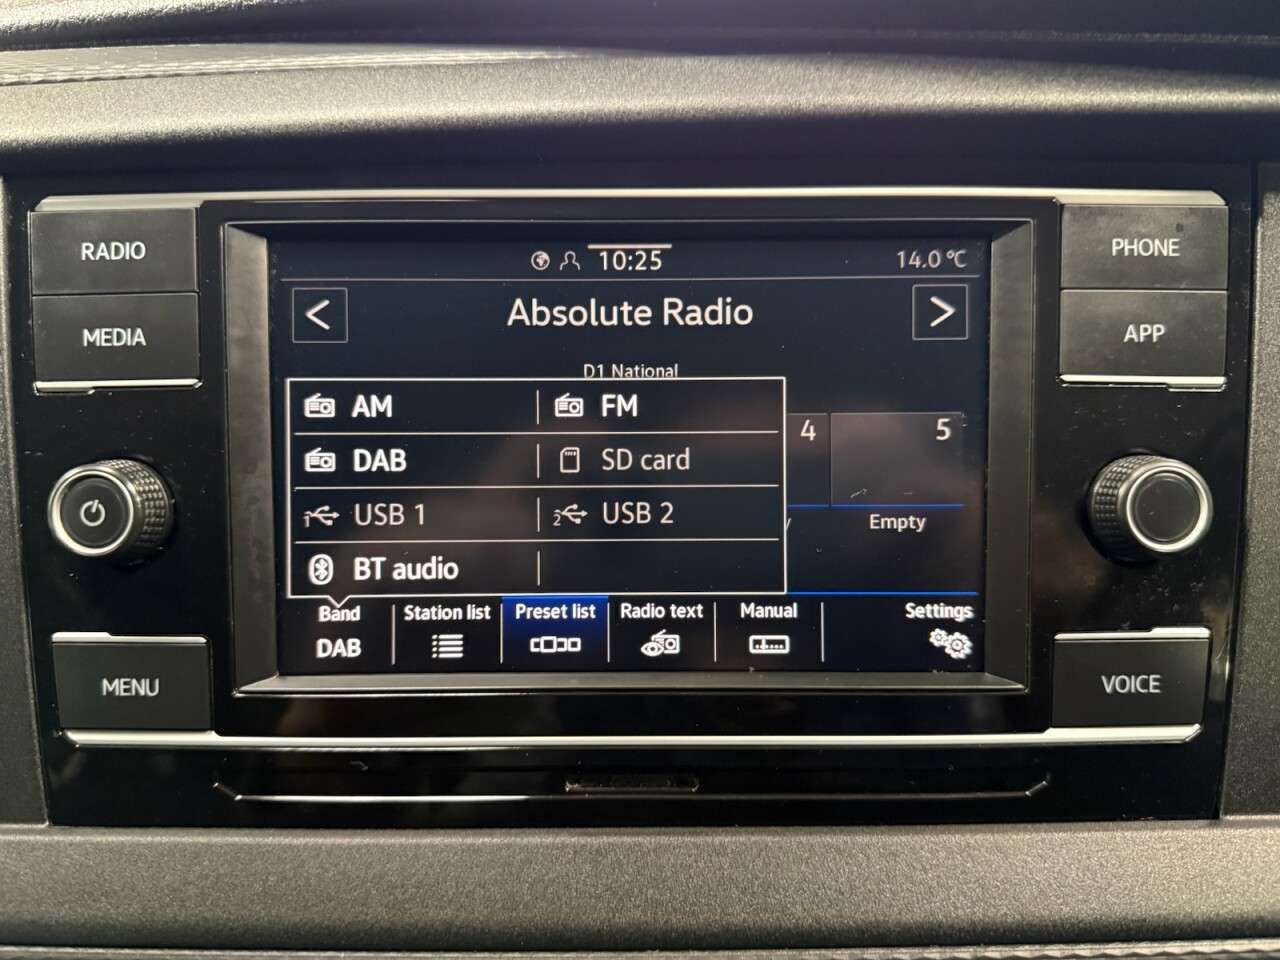 RADIO
MEDIA
MENU
PHONE
APP
VOICE
10:25
14.0 °C
< Absolute Radio >
D1 National
AM FM
DAB SD card
1 USB 1 2 USB 2
BT audio
4 5
Empty
Band Station list Preset list Radio text Manual Settings
DAB